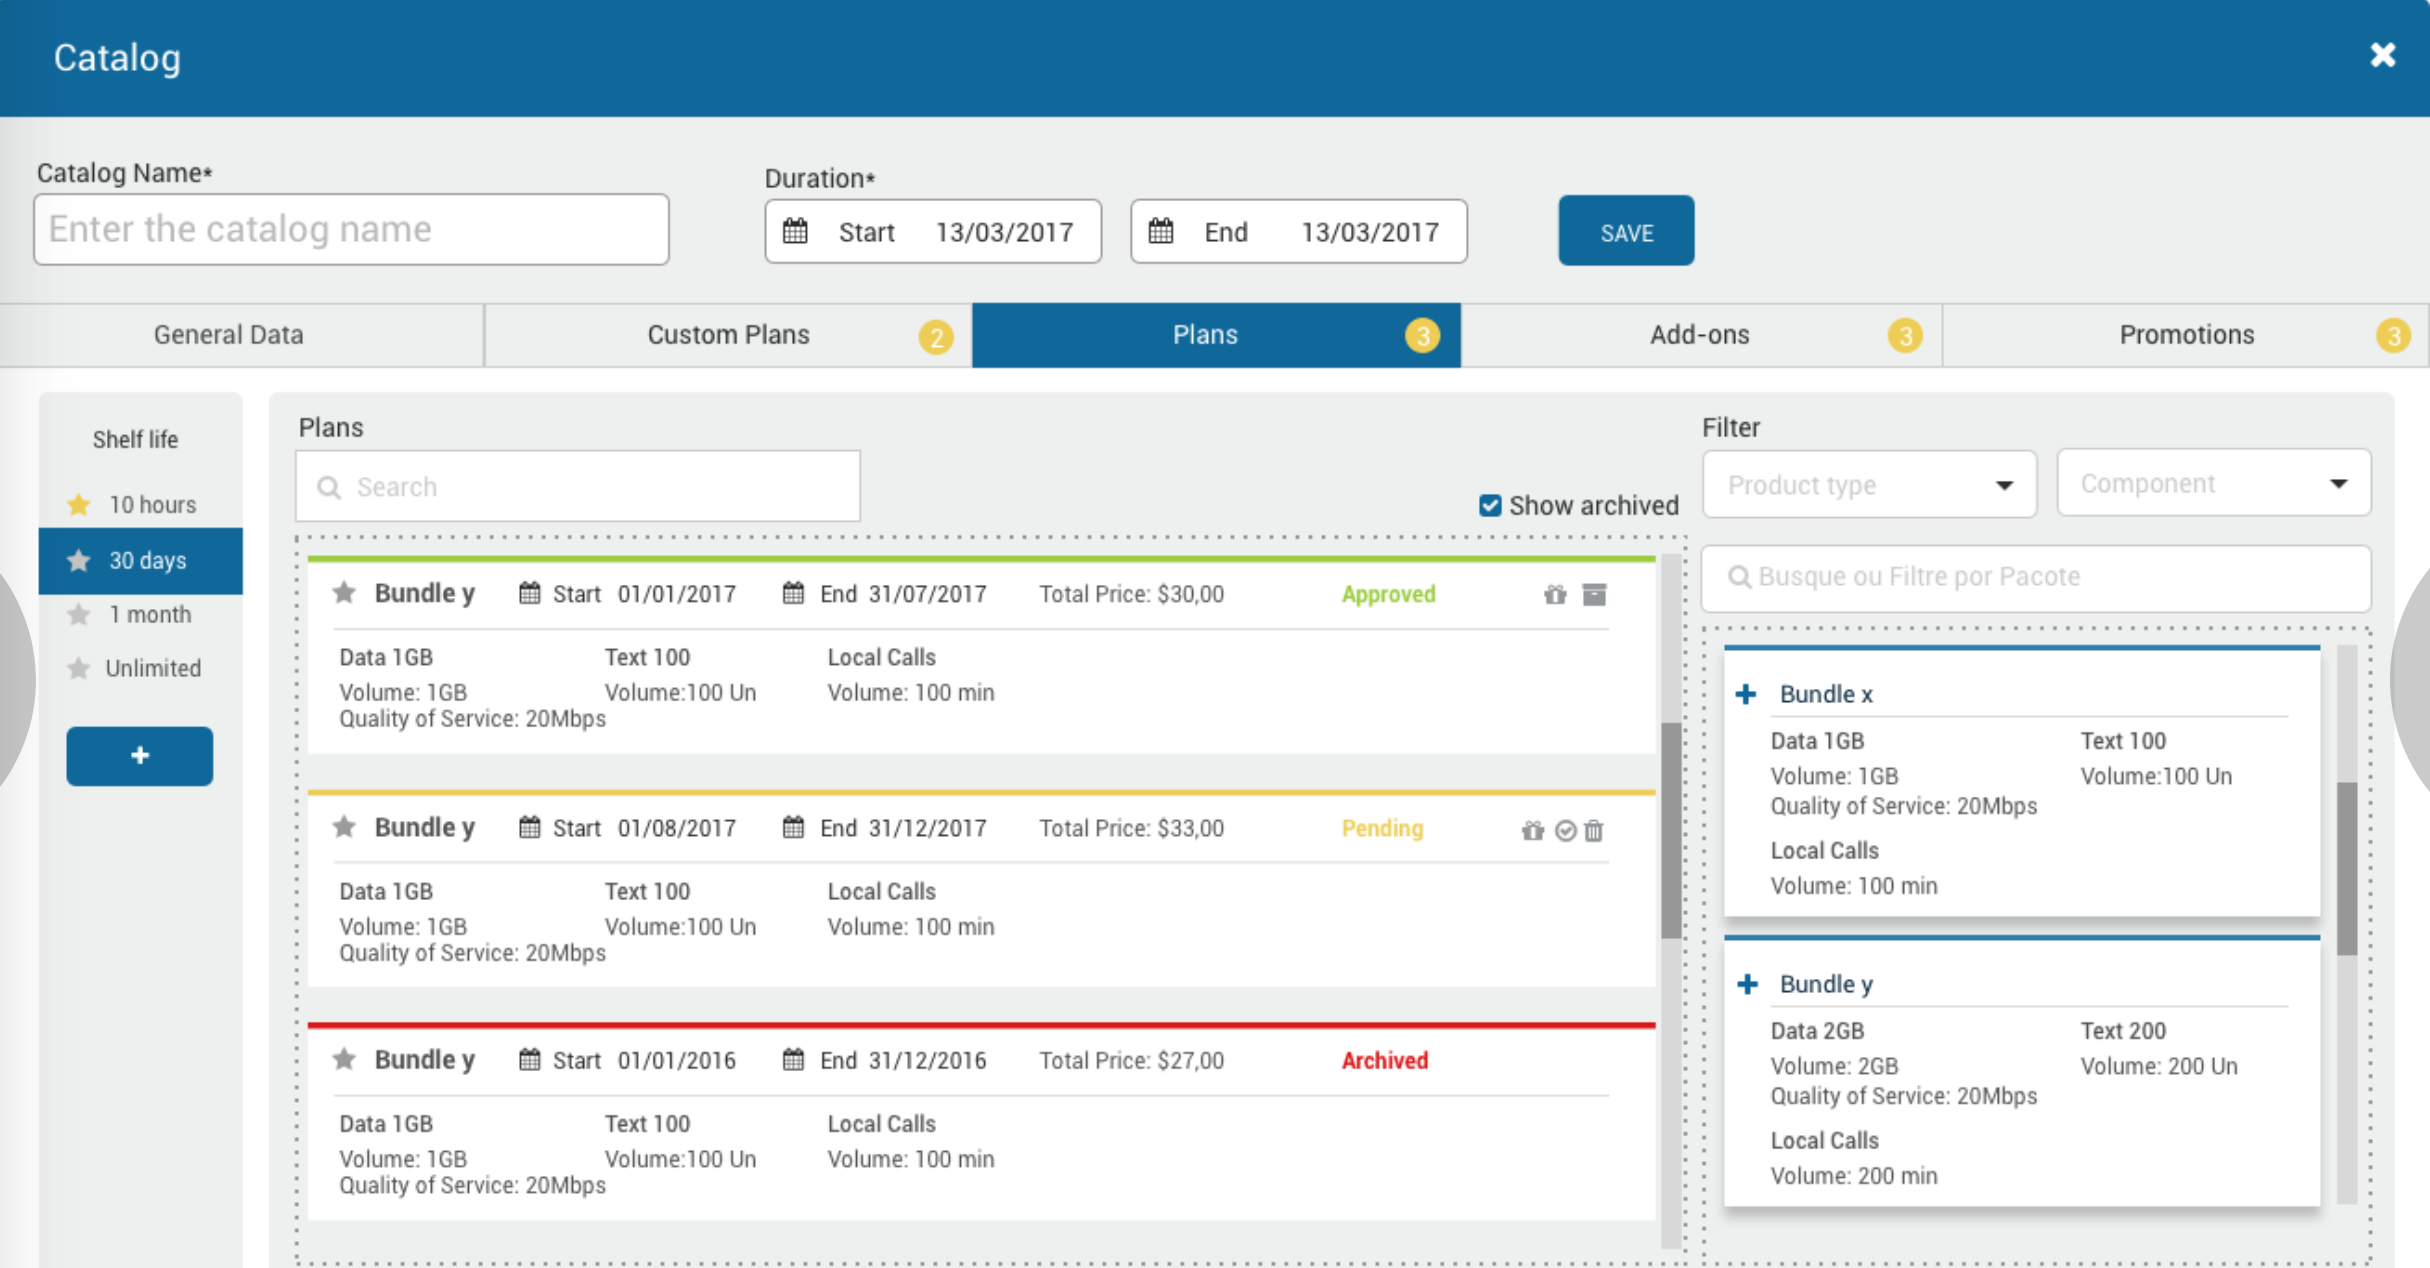 Catalog
Catalog Name*
Enter the catalog name
Duration*
Start 13/03/2017
End 13/03/2017
SAVE
General Data
Custom Plans 2
Plans 3
Add-ons 3
Promotions 3
Shelf life
10 hours
30 days
1 month
Unlimited
Plans
Search
Show archived
Bundle y Start 01/01/2017 End 31/07/2017 Total Price: $30,00 Approved
Data 1GB Text 100 Local Calls
Volume: 1GB Volume:100 Un Volume: 100 min
Quality of Service: 20Mbps
Bundle y Start 01/08/2017 End 31/12/2017 Total Price: $33,00 Pending
Data 1GB Text 100 Local Calls
Volume: 1GB Volume:100 Un Volume: 100 min
Quality of Service: 20Mbps
Bundle y Start 01/01/2016 End 31/12/2016 Total Price: $27,00 Archived
Data 1GB Text 100 Local Calls
Volume: 1GB Volume:100 Un Volume: 100 min
Quality of Service: 20Mbps
Filter
Product type
Component
Busque ou Filtre por Pacote
Bundle x
Data 1GB Text 100
Volume: 1GB Volume:100 Un
Quality of Service: 20Mbps
Local Calls
Volume: 100 min
Bundle y
Data 2GB Text 200
Volume: 2GB Volume: 200 Un
Quality of Service: 20Mbps
Local Calls
Volume: 200 min